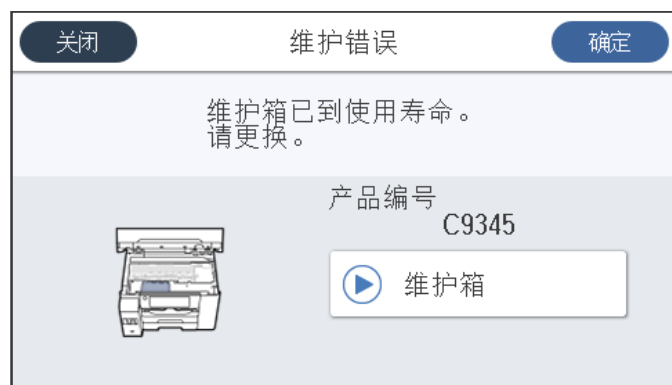 关闭
维护错误
确定
维护箱已到使用寿命。
请更换。
产品编号
C9345
维护箱